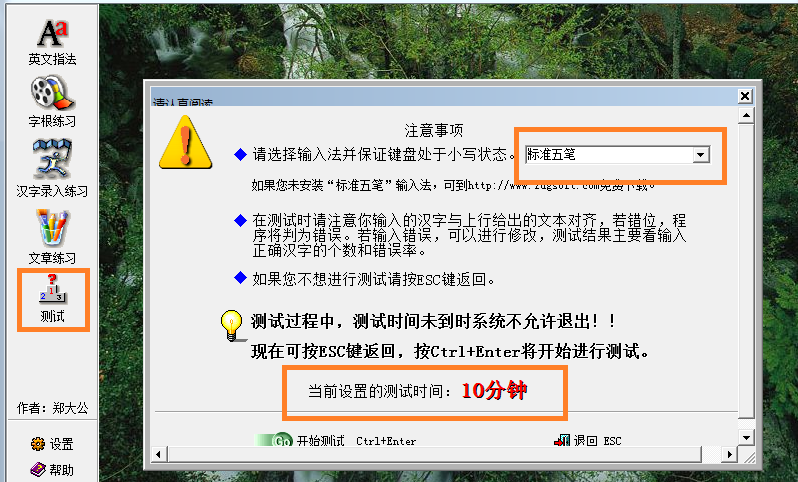 Aa
英文指法
字根练习
汉字录入练习
文章练习
?
2 1 3
测试
作者：郑大公
设置
帮助
请认真阅读
注意事项
请选择输入法并保证键盘处于小写状态。
标准五笔
如果您未安装“标准五笔”输入法，可到http://www.zdgsoft.com免费下载。
在测试时请注意你输入的汉字与上行给出的文本对齐，若错位，程
序将判为错误。若输入错误，可以进行修改，测试结果主要看输入
正确汉字的个数和错误率。
如果您不想进行测试请按ESC键返回。
测试过程中，测试时间未到时系统不允许退出！！
现在可按ESC键返回，按Ctrl+Enter将开始进行测试。
当前设置的测试时间：10分钟
Go 开始测试 Ctrl+Enter
退回 ESC